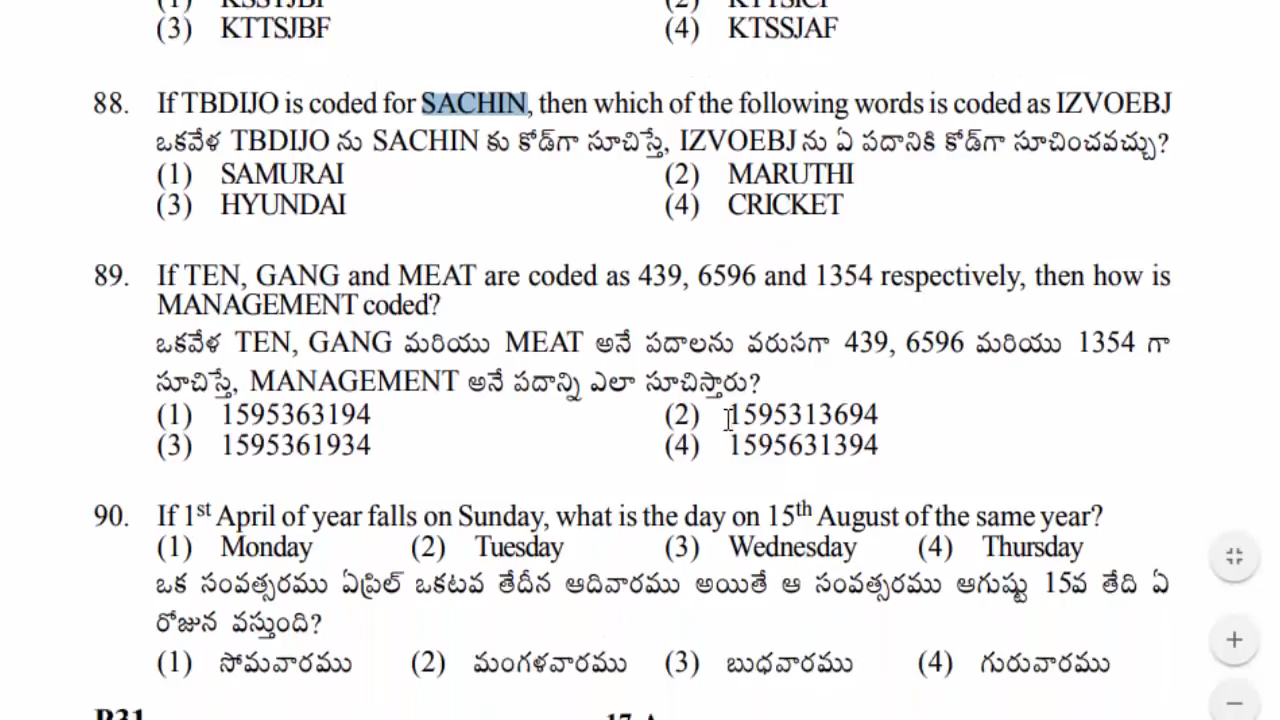 (3) KTTSJBF (4) KTSSJAF
88. If TBDIJO is coded for SACHIN, then which of the following words is coded as IZVOEBJ
ఒకవేళ TBDIJO ను SACHIN కు కోడ్‌గా సూచిస్తే, IZVOEBJ ను ఏ పదానికి కోడ్‌గా సూచించవచ్చు?
(1) SAMURAI (2) MARUTHI
(3) HYUNDAI (4) CRICKET
89. If TEN, GANG and MEAT are coded as 439, 6596 and 1354 respectively, then how is
MANAGEMENT coded?
ఒకవేళ TEN, GANG మరియు MEAT అనే పదాలను వరుసగా 439, 6596 మరియు 1354 గా
సూచిస్తే, MANAGEMENT అనే పదాన్ని ఎలా సూచిస్తారు?
(1) 1595363194 (2) 1595313694
(3) 1595361934 (4) 1595631394
90. If 1st April of year falls on Sunday, what is the day on 15th August of the same year?
(1) Monday (2) Tuesday (3) Wednesday (4) Thursday
ఒక సంవత్సరము ఏప్రిల్ ఒకటవ తేదీన ఆదివారము అయితే ఆ సంవత్సరము ఆగుష్టు 15వ తేది ఏ
రోజున వస్తుంది?
(1) సోమవారము (2) మంగళవారము (3) బుధవారము (4) గురువారము
P31 17-A